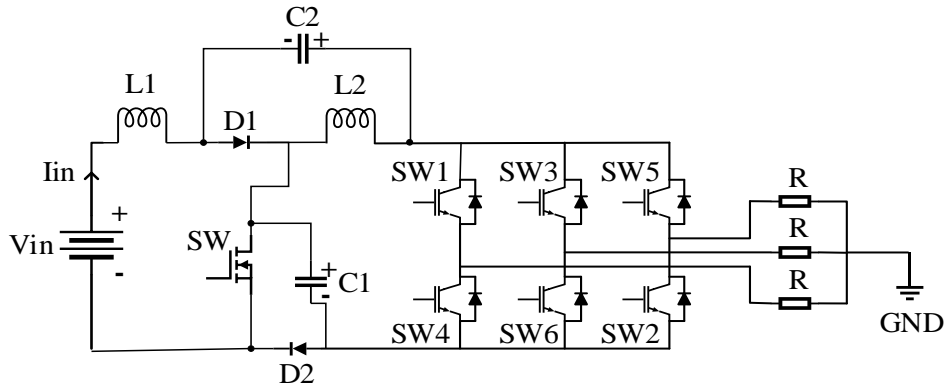 C2
- +
L1
L2
D1
Iin
SW1
SW3
SW5
R
+
Vin
-
SW
R
+
C1
-
R
SW4
SW6
SW2
GND
D2